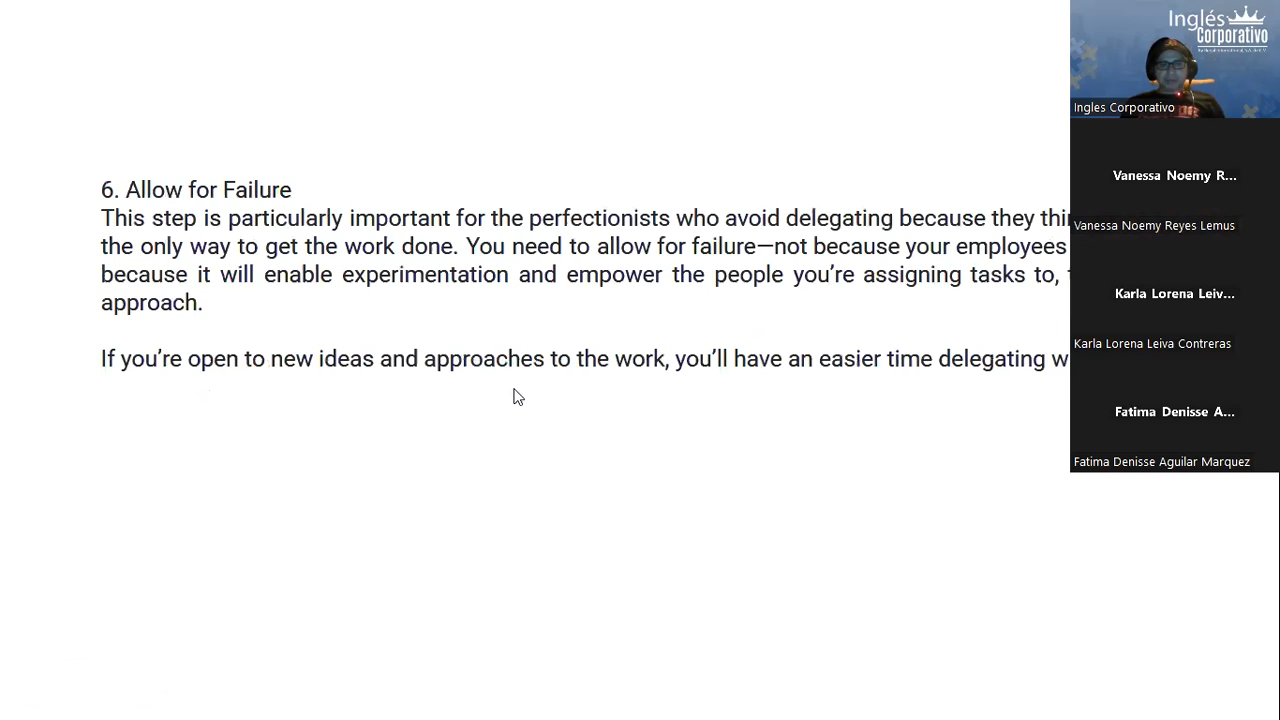 6. Allow for Failure
This step is particularly important for the perfectionists who avoid delegating because they
the only way to get the work done. You need to allow for failure—not because your employees
because it will enable experimentation and empower the people you’re assigning tasks to,
approach.
If you’re open to new ideas and approaches to the work, you’ll have an easier time delegating
Inglés
Corporativo
Ingles Corporativo
Vanessa Noemy R...
Vanessa Noemy Reyes Lemus
Karla Lorena Leiv...
Karla Lorena Leiva Contreras
Fatima Denisse A...
Fatima Denisse Aguilar Marquez